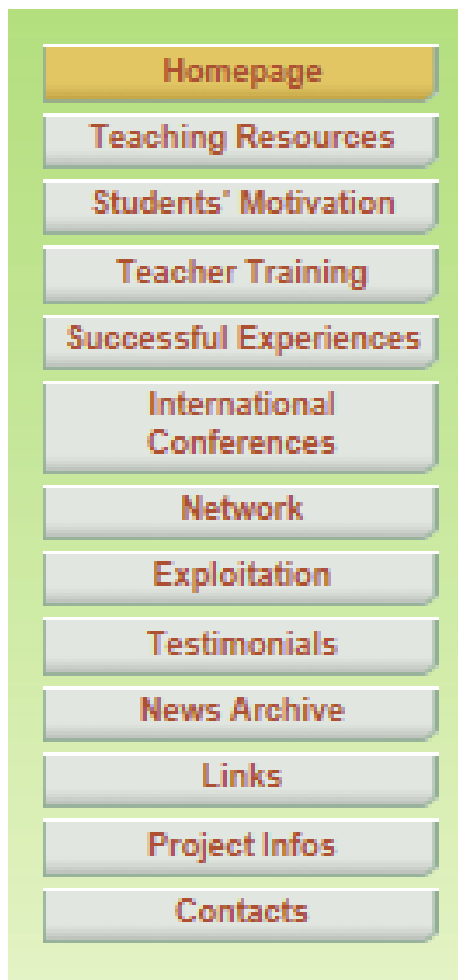 Homepage
Teaching Resources
Students' Motivation
Teacher Training
Successful Experiences
International
Conferences
Network
Exploitation
Testimonials
News Archive
Links
Project Infos
Contacts